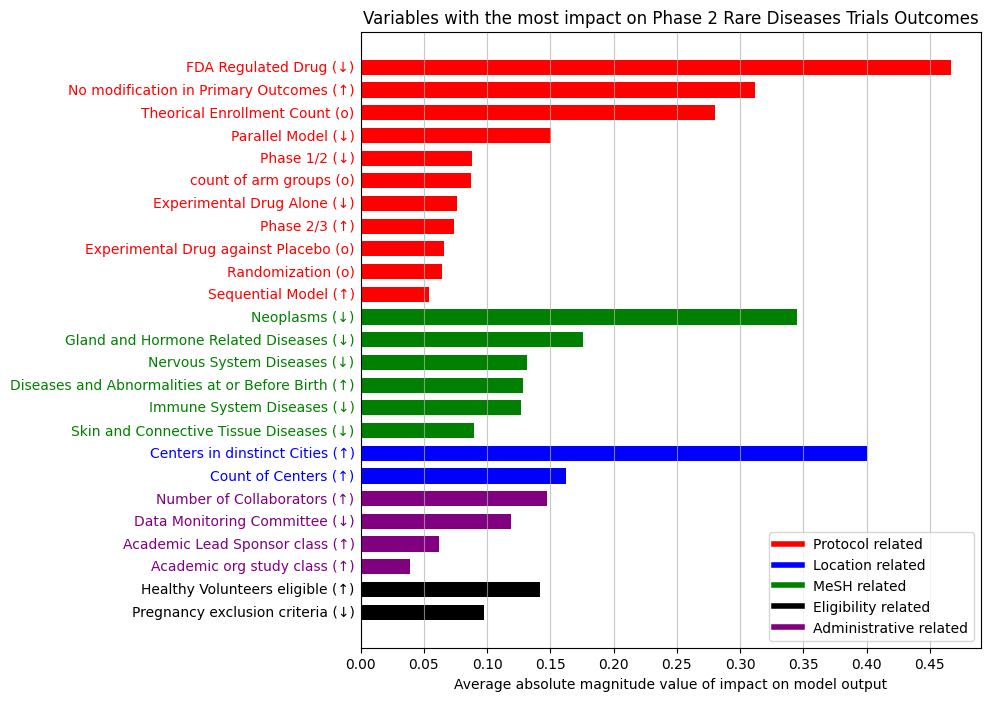 Variables with the most impact on Phase 2 Rare Diseases Trials Outcomes
FDA Regulated Drug (↓)
No modification in Primary Outcomes (↑)
Theorical Enrollment Count (o)
Parallel Model (↓)
Phase 1/2 (↓)
count of arm groups (o)
Experimental Drug Alone (↓)
Phase 2/3 (↑)
Experimental Drug against Placebo (o)
Randomization (o)
Sequential Model (↑)
Neoplasms (↓)
Gland and Hormone Related Diseases (↓)
Nervous System Diseases (↓)
Diseases and Abnormalities at or Before Birth (↑)
Immune System Diseases (↓)
Skin and Connective Tissue Diseases (↓)
Centers in dinstinct Cities (↑)
Count of Centers (↑)
Number of Collaborators (↑)
Data Monitoring Committee (↓)
Academic Lead Sponsor class (↑)
Academic org study class (↑)
Healthy Volunteers eligible (↑)
Pregnancy exclusion criteria (↓)
Protocol related
Location related
MeSH related
Eligibility related
Administrative related
0.00 0.05 0.10 0.15 0.20 0.25 0.30 0.35 0.40 0.45
Average absolute magnitude value of impact on model output